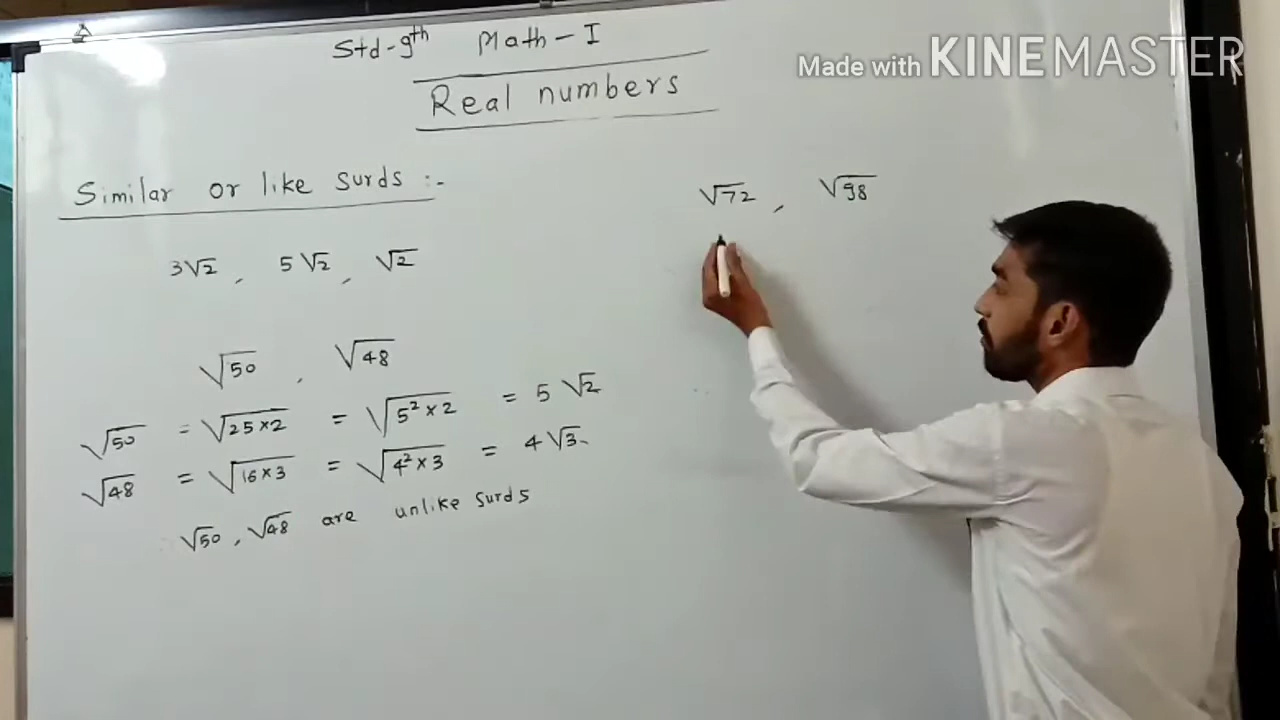 Std-9th Math-I
Made with KINEMASTER
Real numbers
Similar or like surds :-
3√2 , 5√2 , √2
√50 , √48
√50 = √25×2 = √5²×2 = 5√2
√48 = √16×3 = √4²×3 = 4√3
√50 , √48 are unlike surds
√72 , √98